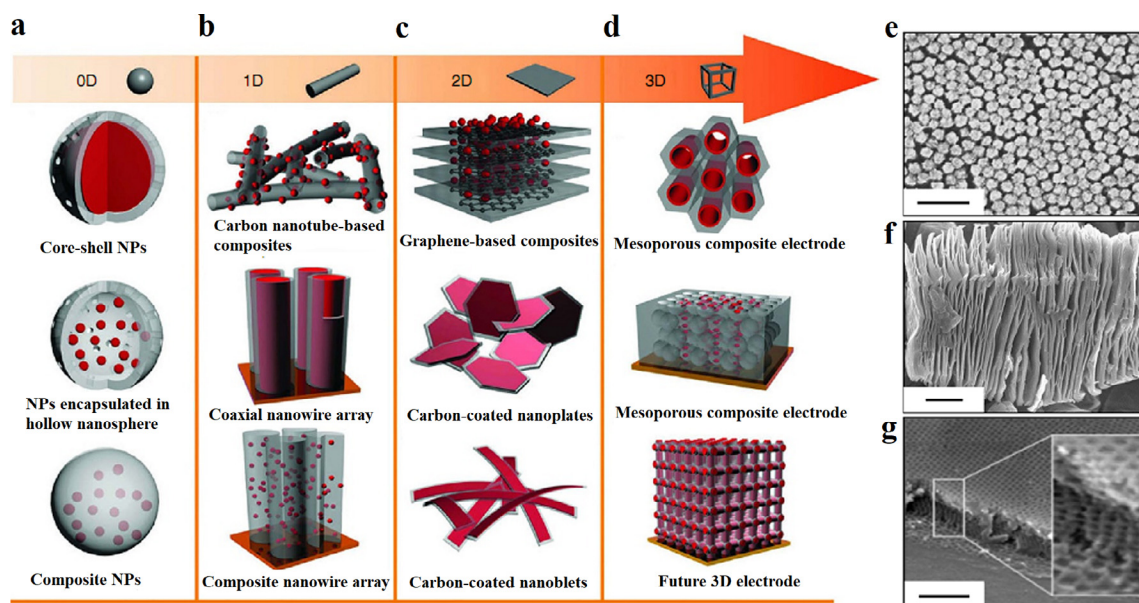 a
b
c
d
e
0D
1D
2D
3D
Core-shell NPs
Carbon nanotube-based
composites
Graphene-based composites
Mesoporous composite electrode
f
NPs encapsulated in
hollow nanosphere
Coaxial nanowire array
Carbon-coated nanoplates
Mesoporous composite electrode
g
Composite NPs
Composite nanowire array
Carbon-coated nanoblets
Future 3D electrode